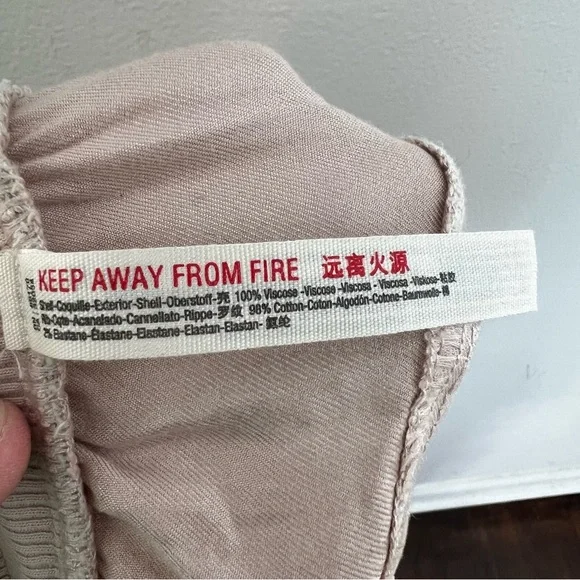 KEEP AWAY FROM FIRE 远离火源
Shell-Coquille-Exterior-Shell-Oberstoff-壳 100% Viscose -Viscose -Viscosa - Viscosa -Viskose-粘胶
Rib-Cote-Acanalado-Cannellato-Rippe-罗纹 98% Cotton-Coton-Algodón-Cotone-Baumwolle-棉
2% Elastane-Élastane-Elastane-Elastan-Elastan- 氨纶